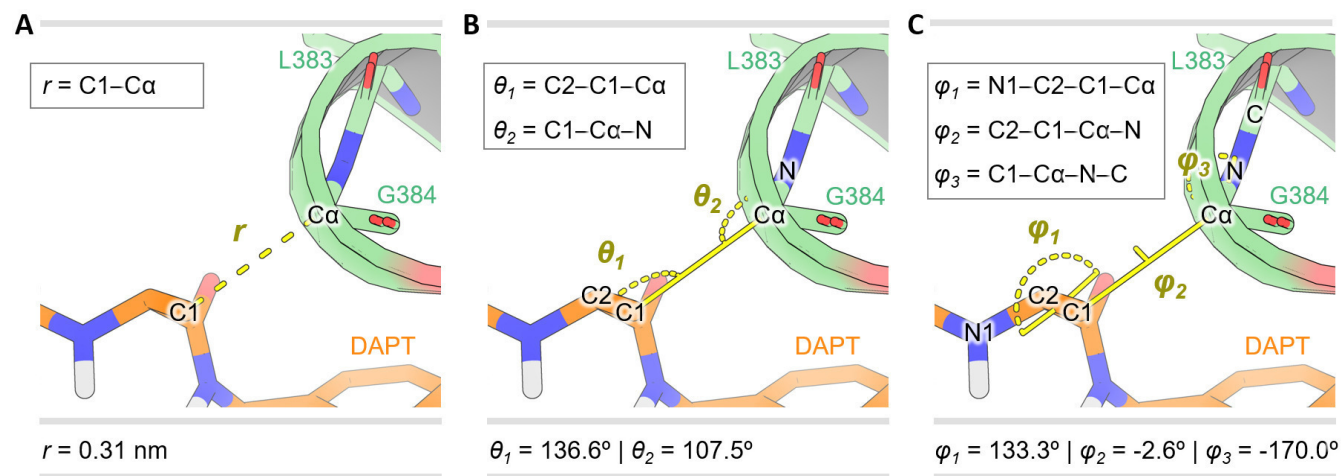 A
r = C1–Cα
L383
G384
Cα
r
C1
DAPT
r = 0.31 nm
B
θ1 = C2–C1–Cα
θ2 = C1–Cα–N
L383
N
G384
θ2
Cα
θ1
C2
C1
DAPT
θ1 = 136.6º | θ2 = 107.5º
C
φ1 = N1–C2–C1–Cα
φ2 = C2–C1–Cα–N
φ3 = C1–Cα–N–C
L383
C
φ3
N
G384
Cα
φ1
φ2
C2
C1
N1
DAPT
φ1 = 133.3º | φ2 = -2.6º | φ3 = -170.0º